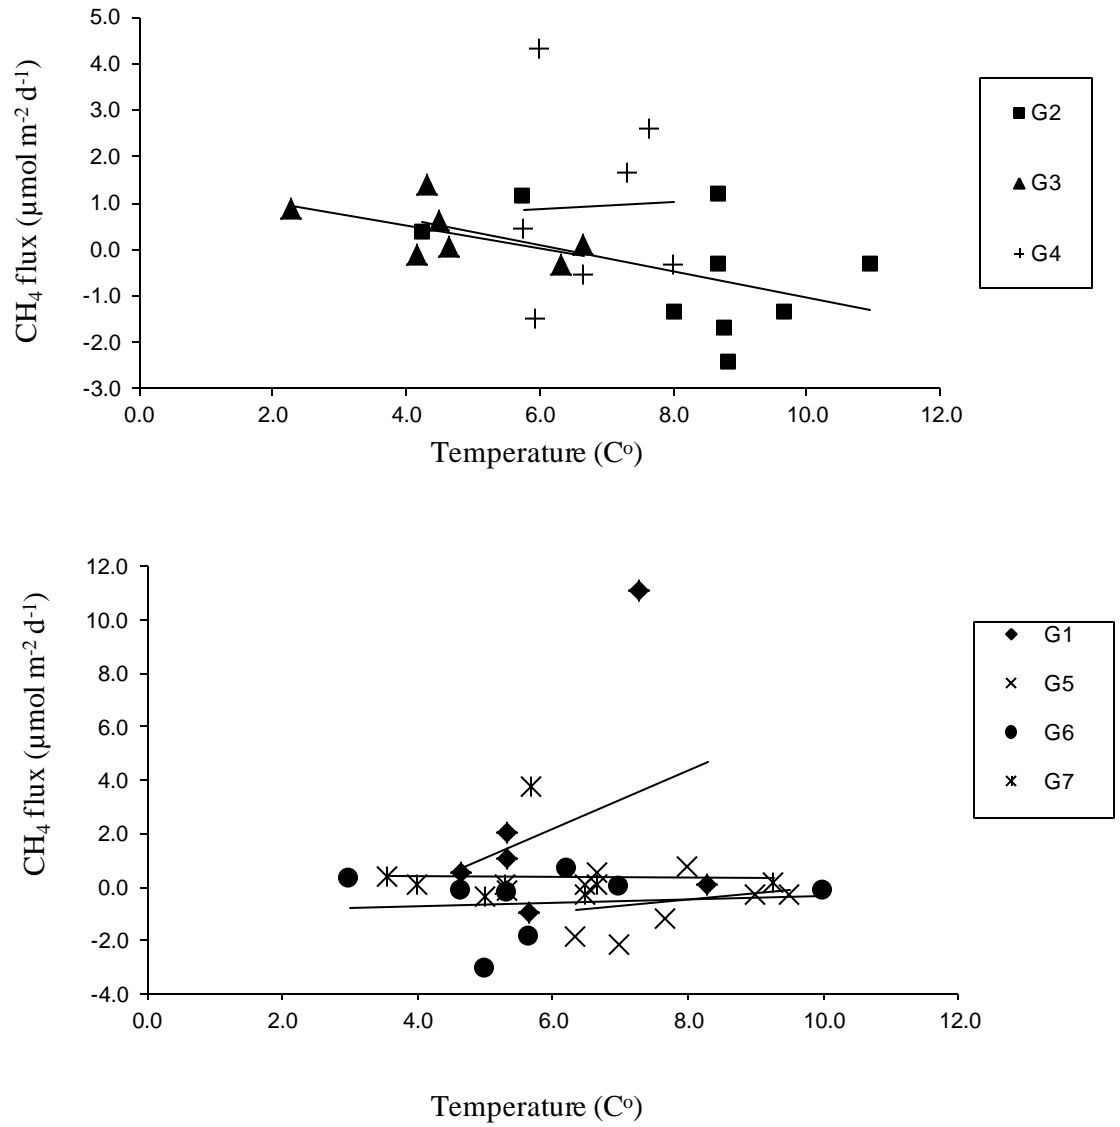 5.0
4.0
3.0
2.0
1.0
0.0
-1.0
-2.0
-3.0
CH4 flux (µmol m-2 d-1)
0.0 2.0 4.0 6.0 8.0 10.0 12.0
Temperature (Co)
G2
G3
G4
12.0
10.0
8.0
6.0
4.0
2.0
0.0
-2.0
-4.0
CH4 flux (µmol m-2 d-1)
0.0 2.0 4.0 6.0 8.0 10.0 12.0
Temperature (Co)
G1
G5
G6
G7